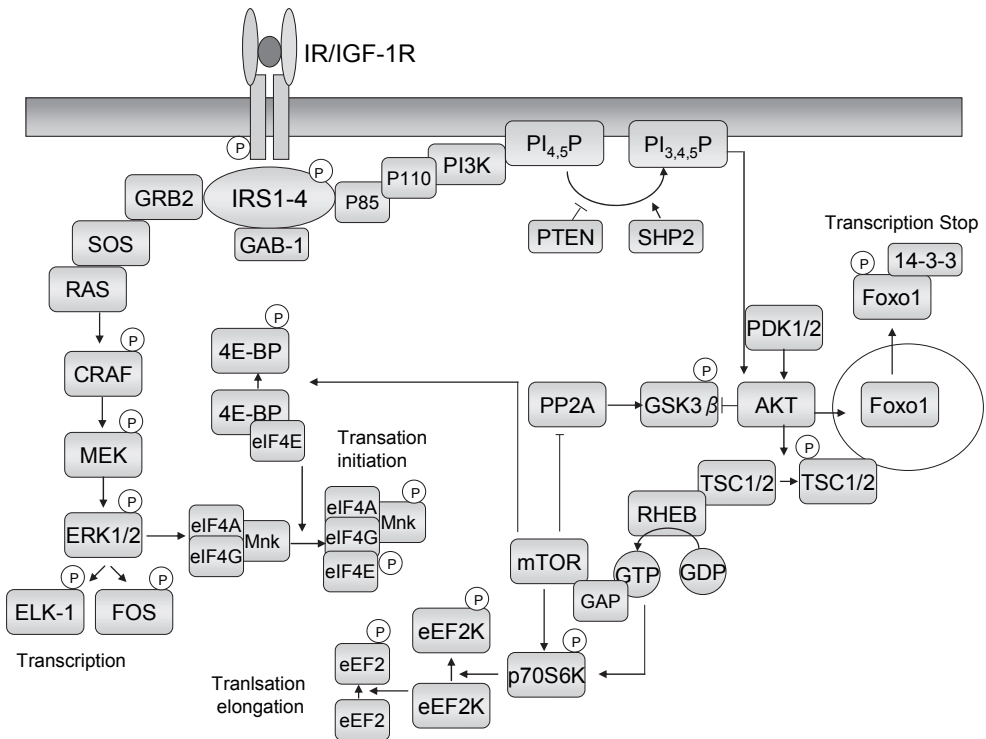 IR/IGF-1R
P
P
GRB2
IRS1-4
GAB-1
P85
P110
PI3K
PI4,5P
PI3,4,5P
PTEN
SHP2
SOS
RAS
P
CRAF
P
MEK
P
ERK1/2
P
ELK-1
P
FOS
Transcription
P
4E-BP
4E-BP
eIF4E
Transation
initiation
eIF4A
eIF4G
Mnk
eIF4A
eIF4G
eIF4E
Mnk
P
P
Transcription Stop
P
14-3-3
Foxo1
Foxo1
PDK1/2
PP2A
P
GSK3 β
AKT
P
TSC1/2
TSC1/2
RHEB
mTOR
GTP
GDP
GAP
P
p70S6K
P
eEF2K
eEF2K
P
eEF2
eEF2
Tranlsation
elongation